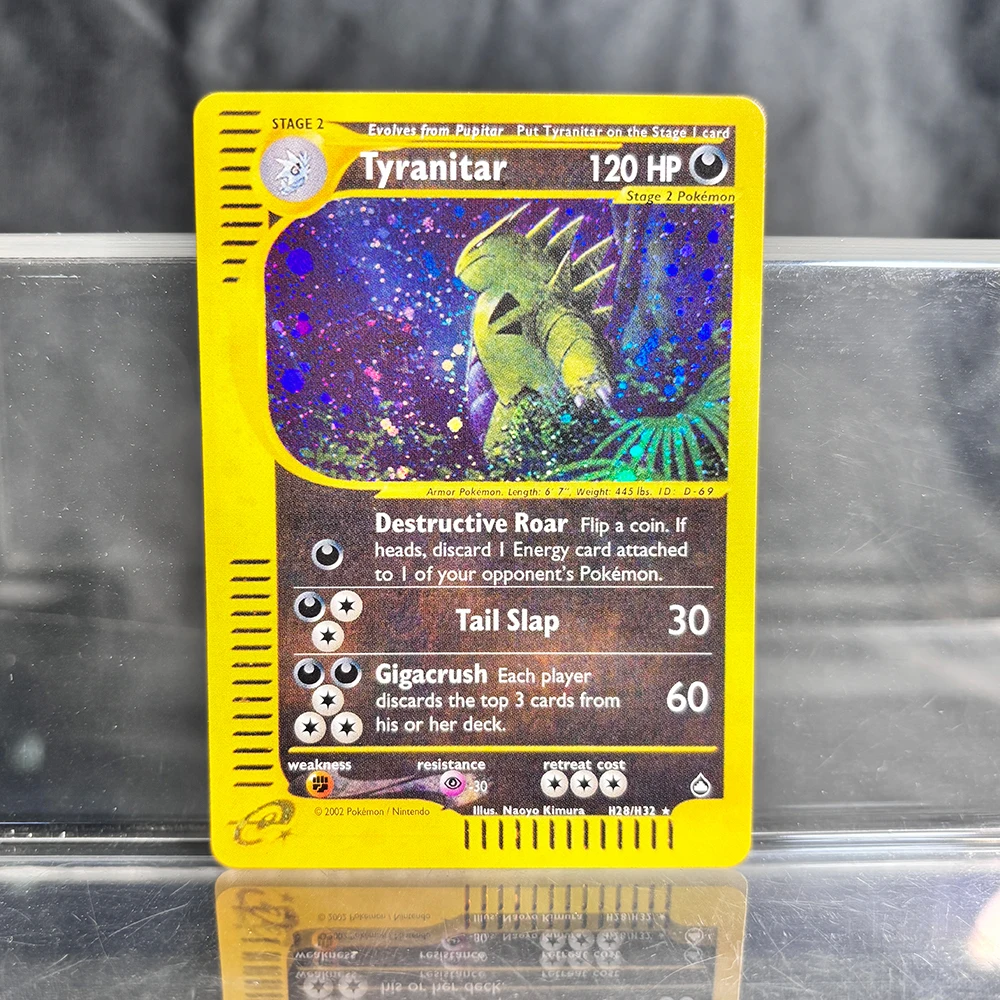 STAGE 2
Evolves from Pupitar Put Tyranitar on the Stage 1 card
Tyranitar 120 HP
Stage 2 Pokémon
Armor Pokémon. Length: 6' 7", Weight: 445 lbs. ID: D-69
Destructive Roar Flip a coin. If
heads, discard 1 Energy card attached
to 1 of your opponent's Pokémon.
Tail Slap 30
Gigacrush Each player
discards the top 3 cards from
his or her deck.
60
weakness resistance retreat cost
-30
© 2002 Pokémon / Nintendo Illus. Naoyo Kimura H28/H32 ★
e